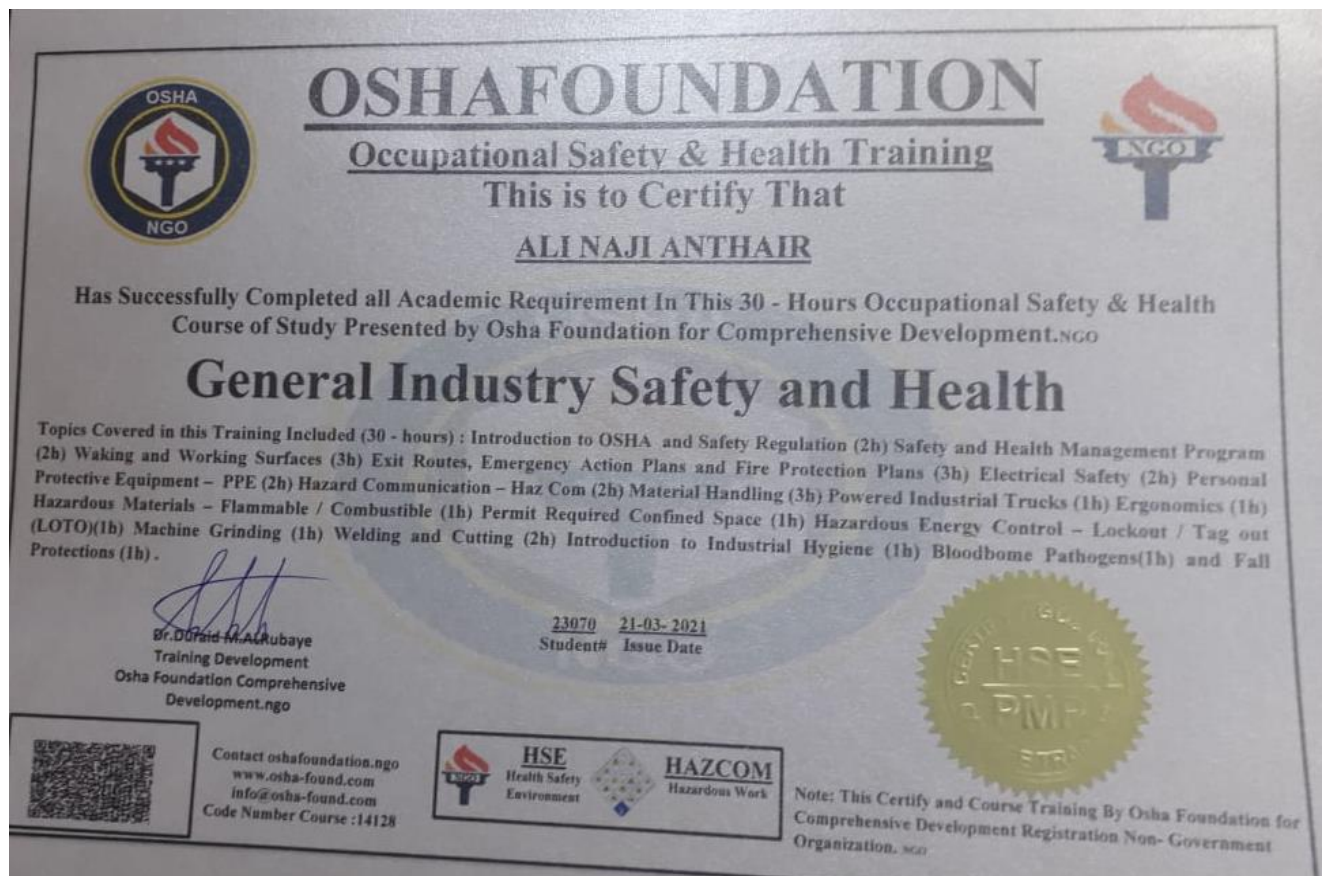 OSHA
NGO
OSHAFOUNDATION
NGO
Occupational Safety & Health Training
This is to Certify That
ALI NAJI ANTHAIR
Has Successfully Completed all Academic Requirement In This 30 - Hours Occupational Safety & Health
Course of Study Presented by Osha Foundation for Comprehensive Development.NGO
General Industry Safety and Health
Topics Covered in this Training Included (30 - hours) : Introduction to OSHA and Safety Regulation (2h) Safety and Health Management Program
(2h) Waking and Working Surfaces (3h) Exit Routes, Emergency Action Plans and Fire Protection Plans (3h) Electrical Safety (2h) Personal
Protective Equipment – PPE (2h) Hazard Communication – Haz Com (2h) Material Handling (3h) Powered Industrial Trucks (1h) Ergonomics (1h)
Hazardous Materials – Flammable / Combustible (1h) Permit Required Confined Space (1h) Hazardous Energy Control – Lockout / Tag out
(LOTO)(1h) Machine Grinding (1h) Welding and Cutting (2h) Introduction to Industrial Hygiene (1h) Bloodbome Pathogens(1h) and Fall
Protections (1h) .
Dr.Duraid M.ALRubaye
Training Development
Osha Foundation Comprehensive
Development.ngo
23070 21-03- 2021
Student# Issue Date
HSE
PMP
Contact oshafoundation.ngo
www.osha-found.com
info@osha-found.com
Code Number Course :14128
NGO
HSE
Health Safety
Environment
HAZCOM
Hazardous Work
Note: This Certify and Course Training By Osha Foundation for
Comprehensive Development Registration Non- Government
Organization. NGO